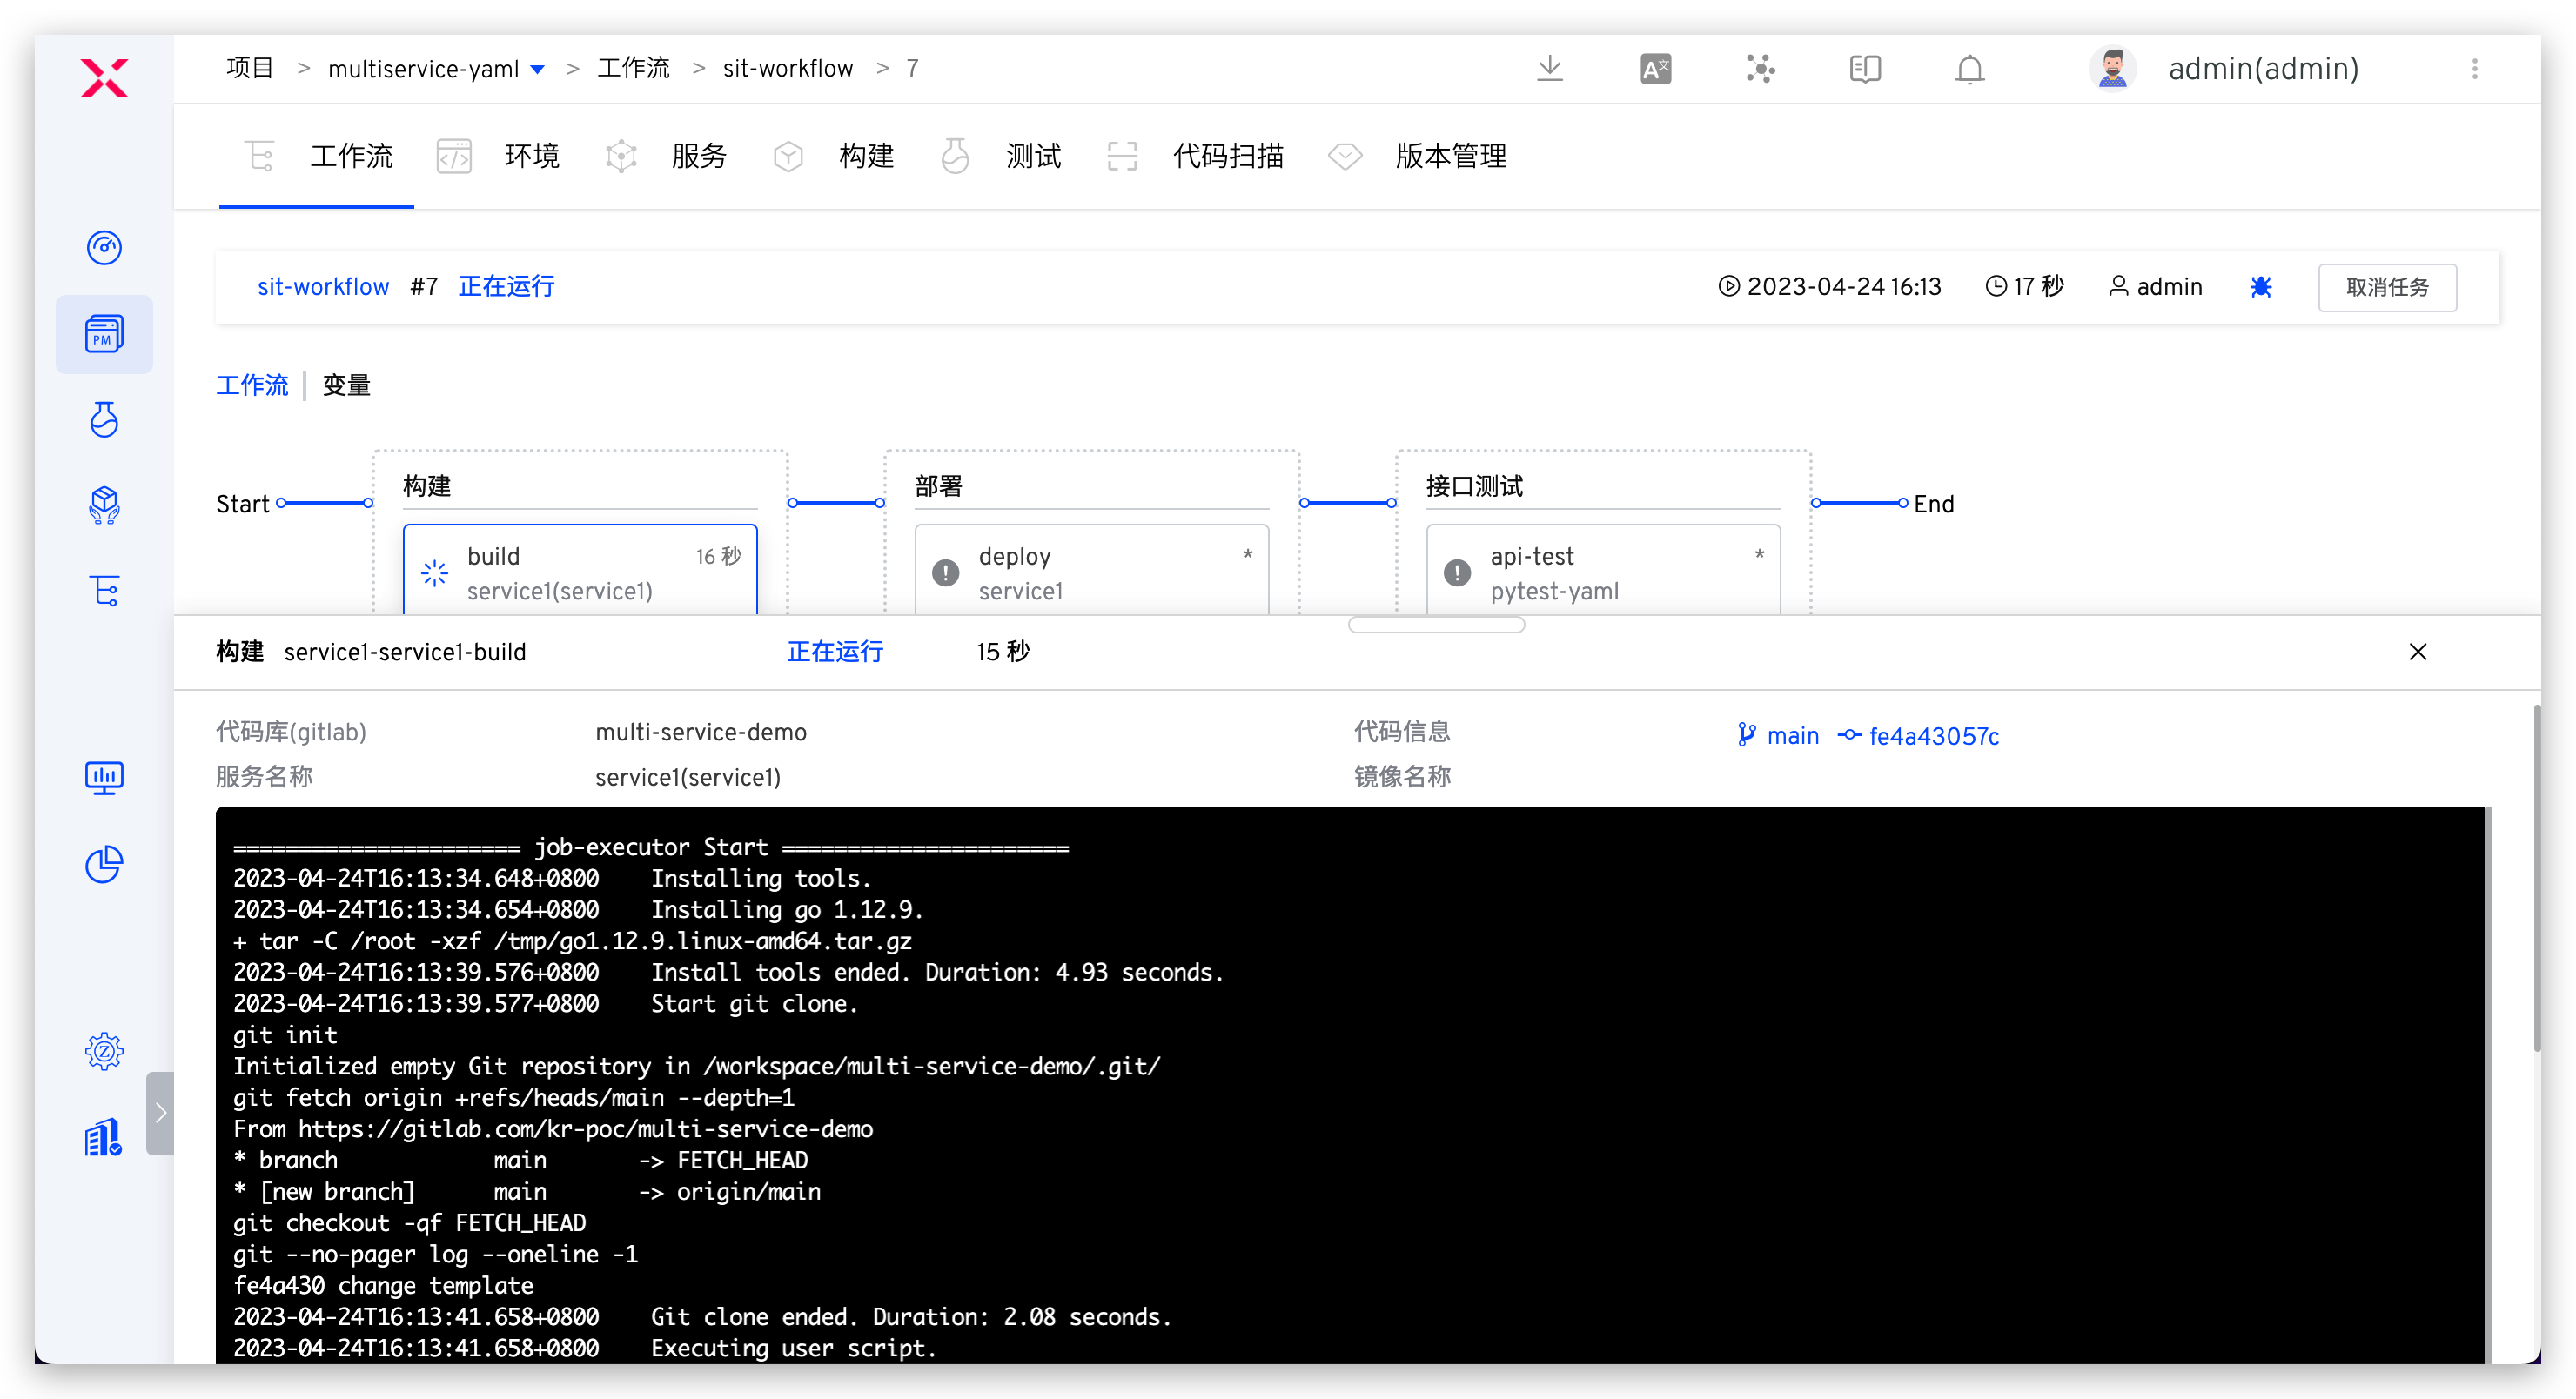 项目 > multiservice-yaml > 工作流 > sit-workflow > 7
admin(admin)
工作流 环境 服务 构建 测试 代码扫描 版本管理
PM
sit-workflow #7 正在运行 2023-04-24 16:13 17 秒 admin 取消任务
工作流 变量
Start 构建 部署 接口测试 End
build 16 秒 deploy * api-test *
service1(service1) service1 pytest-yaml
构建 service1-service1-build 正在运行 15 秒
代码库(gitlab) multi-service-demo 代码信息 main fe4a43057c
服务名称 service1(service1) 镜像名称
====================== job-executor Start ======================
2023-04-24T16:13:34.648+0800    Installing tools.
2023-04-24T16:13:34.654+0800    Installing go 1.12.9.
+ tar -C /root -xzf /tmp/go1.12.9.linux-amd64.tar.gz
2023-04-24T16:13:39.576+0800    Install tools ended. Duration: 4.93 seconds.
2023-04-24T16:13:39.577+0800    Start git clone.
git init
Initialized empty Git repository in /workspace/multi-service-demo/.git/
git fetch origin +refs/heads/main --depth=1
From https://gitlab.com/kr-poc/multi-service-demo
* branch            main       -> FETCH_HEAD
* [new branch]      main       -> origin/main
git checkout -qf FETCH_HEAD
git --no-pager log --oneline -1
fe4a430 change template
2023-04-24T16:13:41.658+0800    Git clone ended. Duration: 2.08 seconds.
2023-04-24T16:13:41.658+0800    Executing user script.